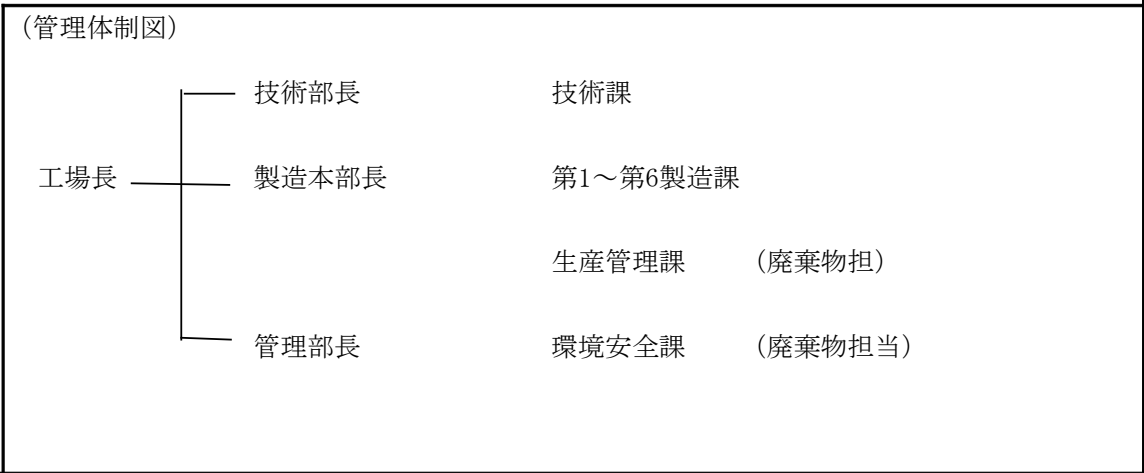 （管理体制図）
技術部長 技術課
工場長 製造本部長 第1～第6製造課
生産管理課 （廃棄物担）
管理部長 環境安全課 （廃棄物担当）